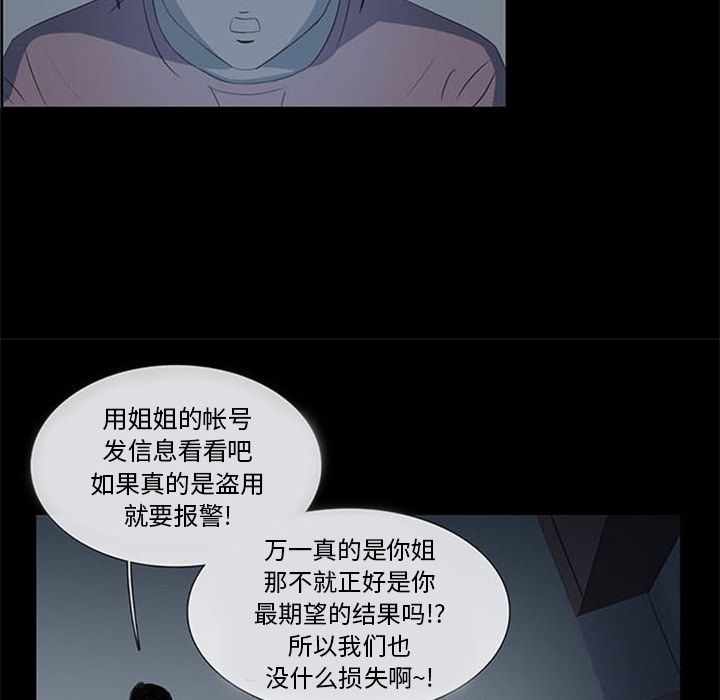 用姐姐的帐号
发信息看看吧
如果真的是盗用
就要报警!
万一真的是你姐
那不就正好是你
最期望的结果吗!?
所以我们也
没什么损失啊~!